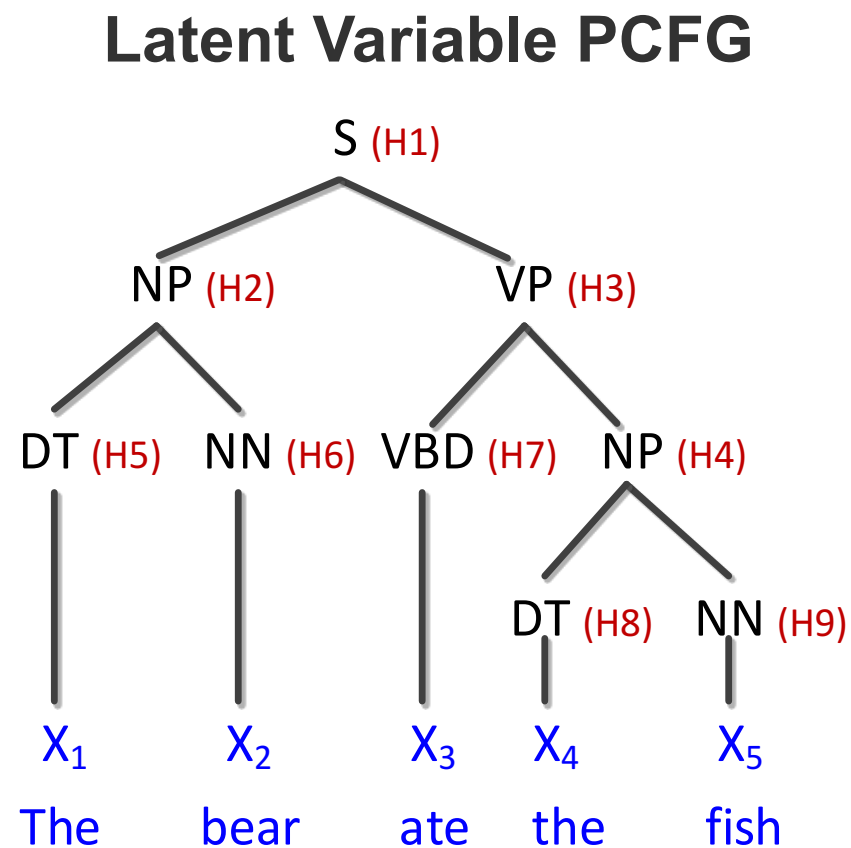 Latent Variable PCFG
S (H1)
NP (H2) VP (H3)
DT (H5) NN (H6) VBD (H7) NP (H4)
DT (H8) NN (H9)
X₁ X₂ X₃ X₄ X₅
The bear ate the fish